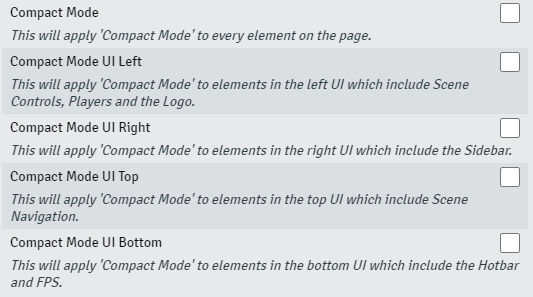 Compact Mode
This will apply 'Compact Mode' to every element on the page.
Compact Mode UI Left
This will apply 'Compact Mode' to elements in the left UI which include Scene
Controls, Players and the Logo.
Compact Mode UI Right
This will apply 'Compact Mode' to elements in the right UI which include the Sidebar.
Compact Mode UI Top
This will apply 'Compact Mode' to elements in the top UI which include Scene
Navigation.
Compact Mode UI Bottom
This will apply 'Compact Mode' to elements in the bottom UI which include the Hotbar
and FPS.